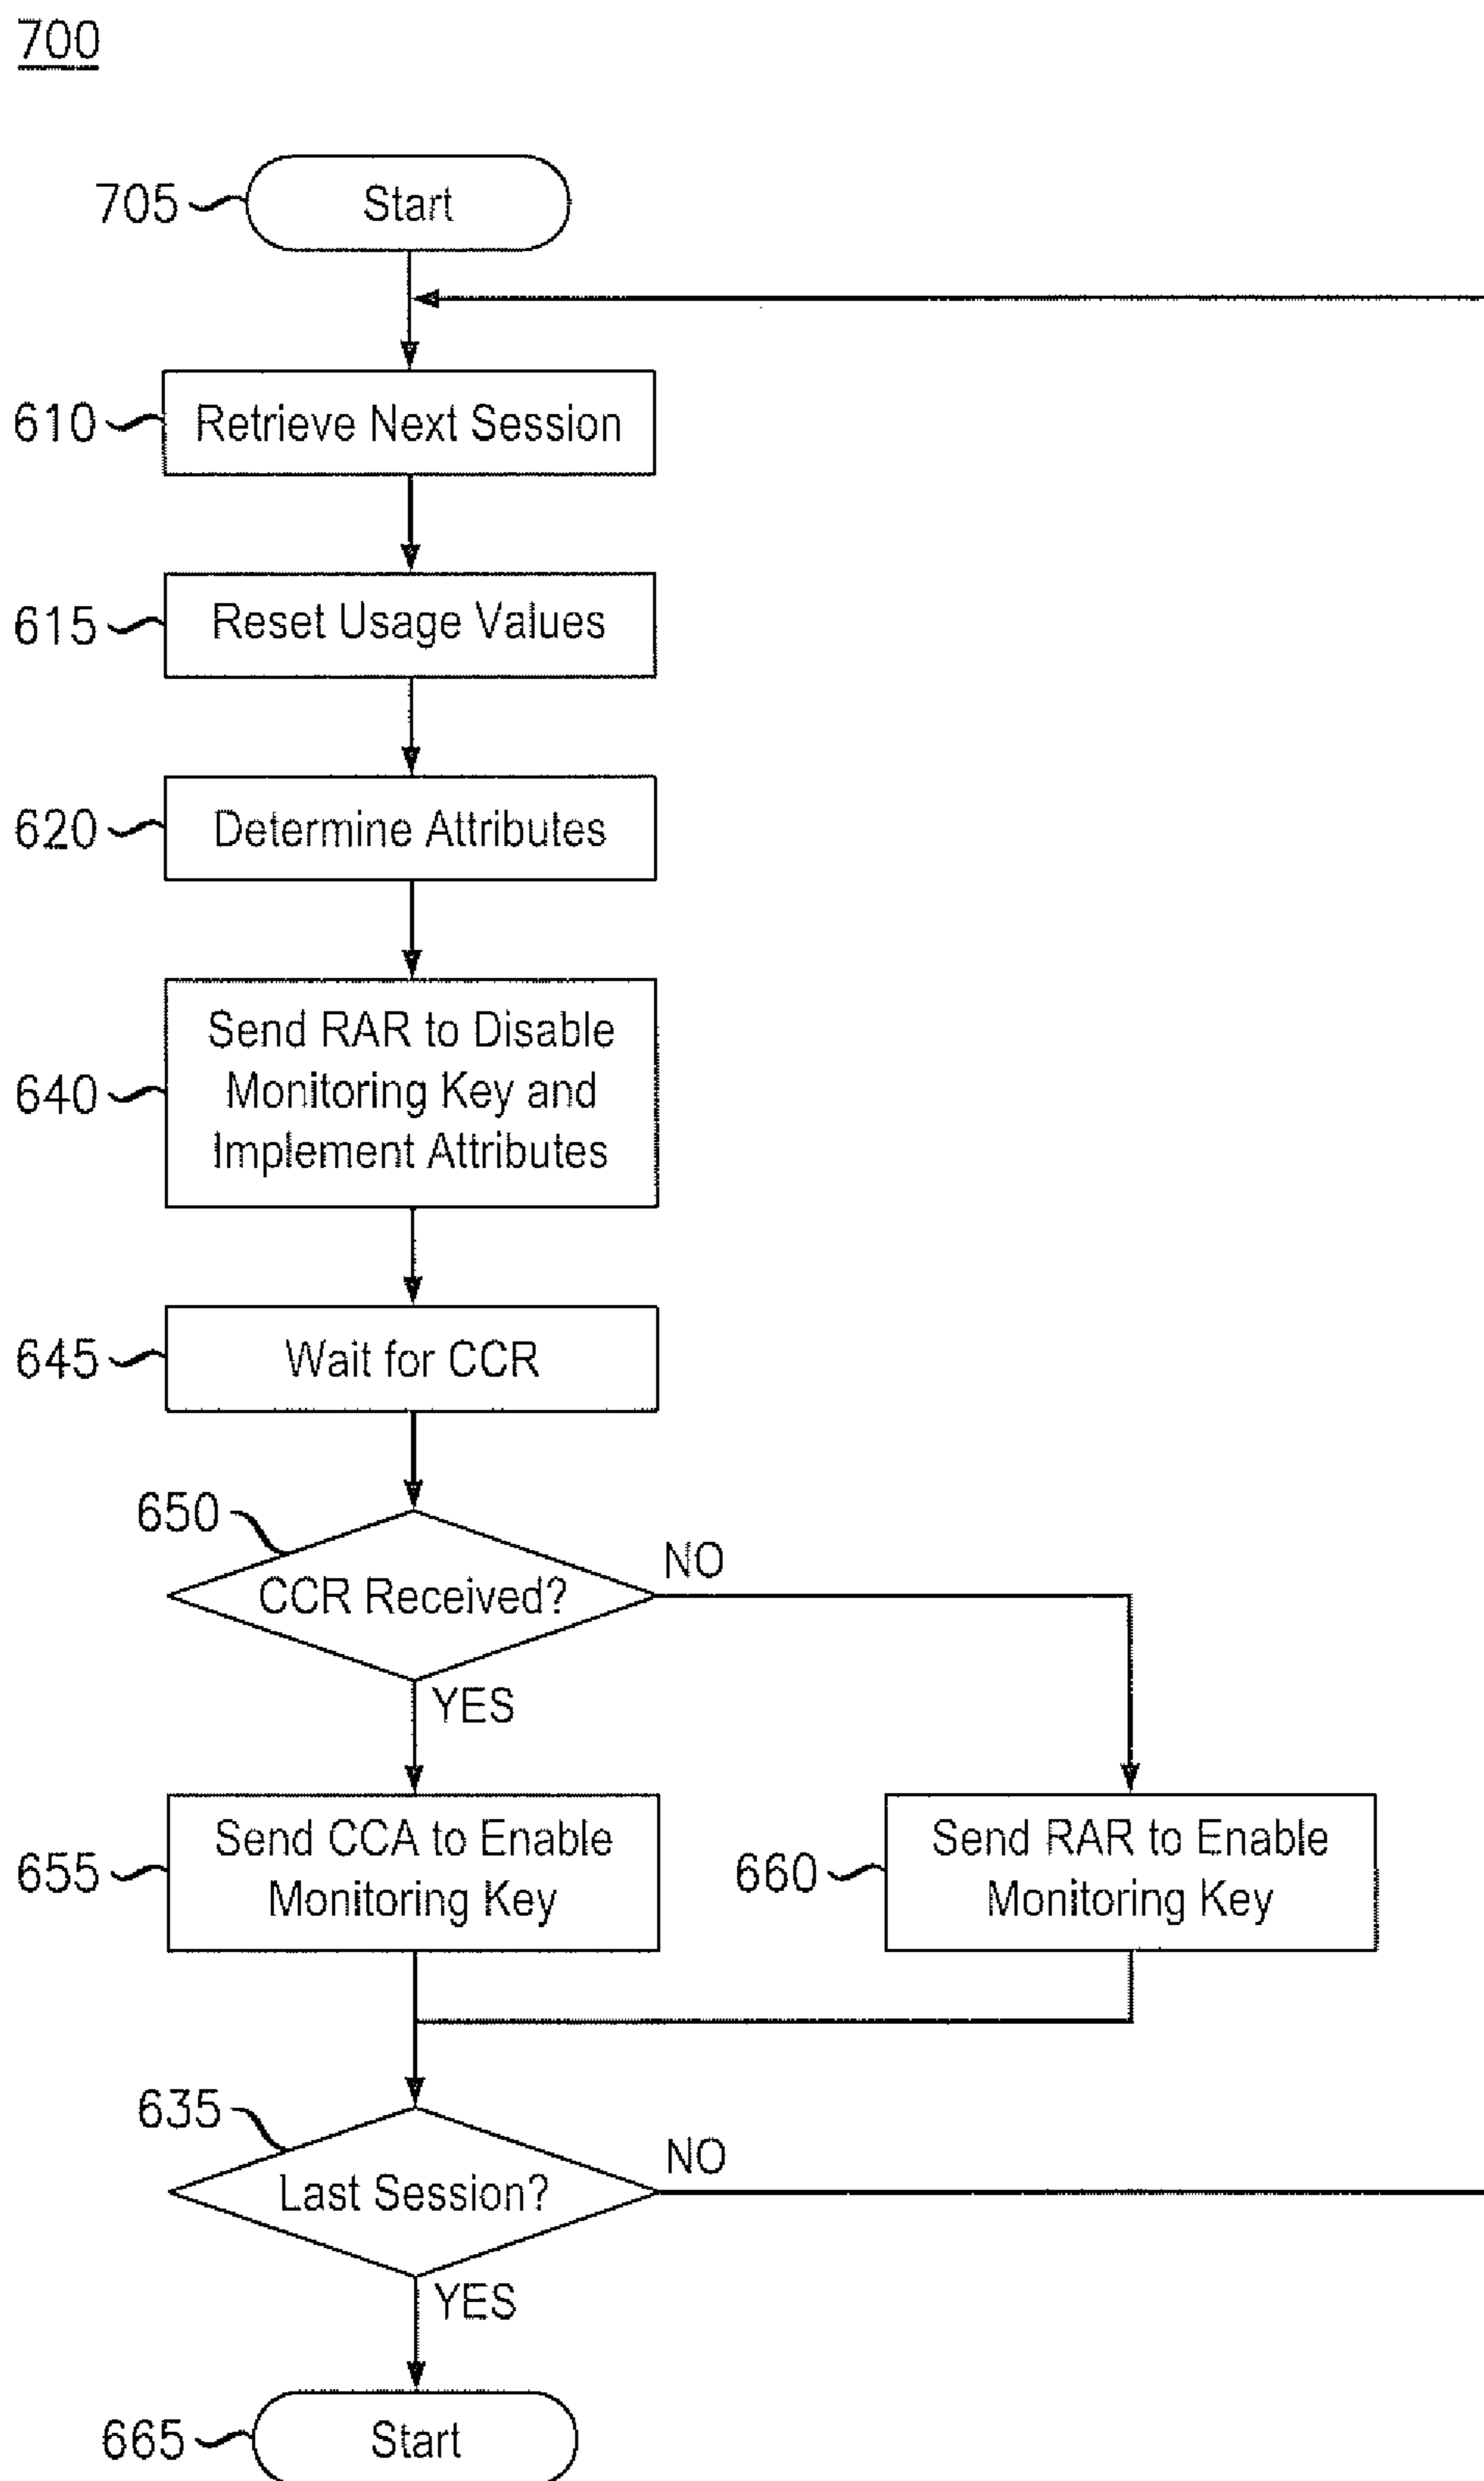 700
705
Start
610
Retrieve Next Session
615
Reset Usage Values
620
Determine Attributes
640
Send RAR to Disable
Monitoring Key and
Implement Attributes
645
Wait for CCR
650
CCR Received?
NO
YES
655
Send CCA to Enable
Monitoring Key
660
Send RAR to Enable
Monitoring Key
635
Last Session?
NO
YES
665
Start